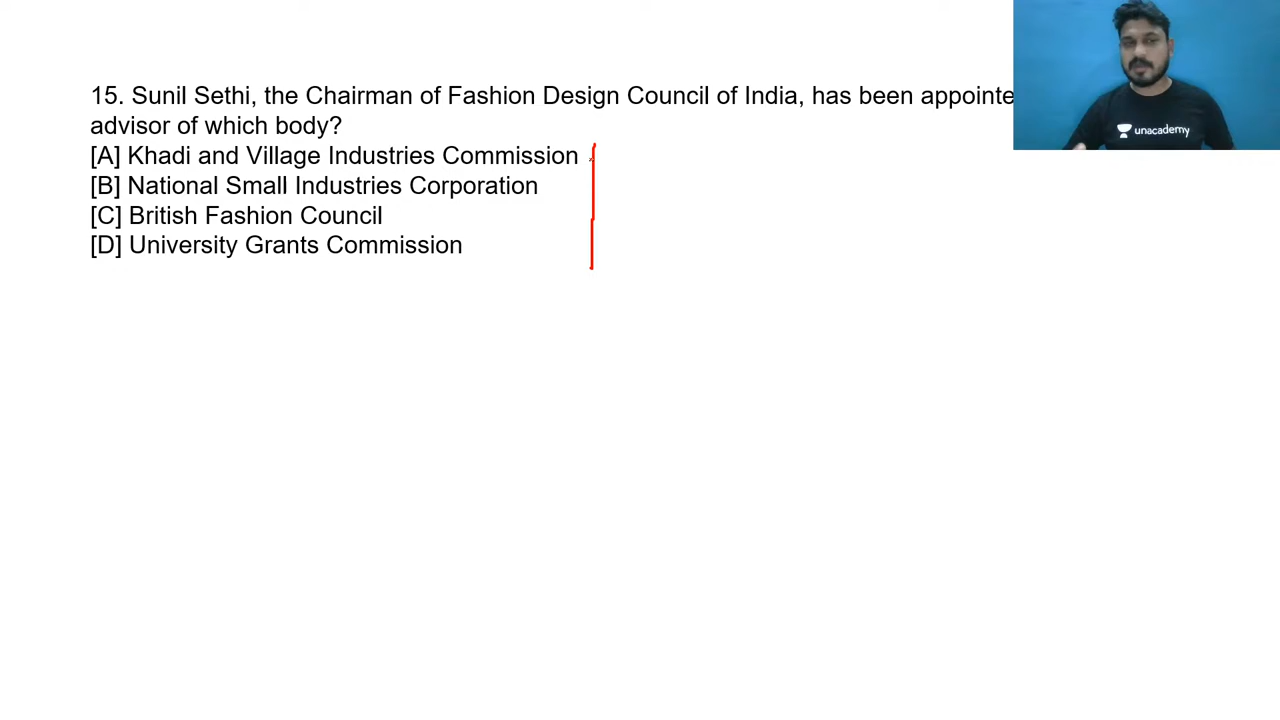 15. Sunil Sethi, the Chairman of Fashion Design Council of India, has been appointe
advisor of which body?
[A] Khadi and Village Industries Commission
[B] National Small Industries Corporation
[C] British Fashion Council
[D] University Grants Commission
unacademy